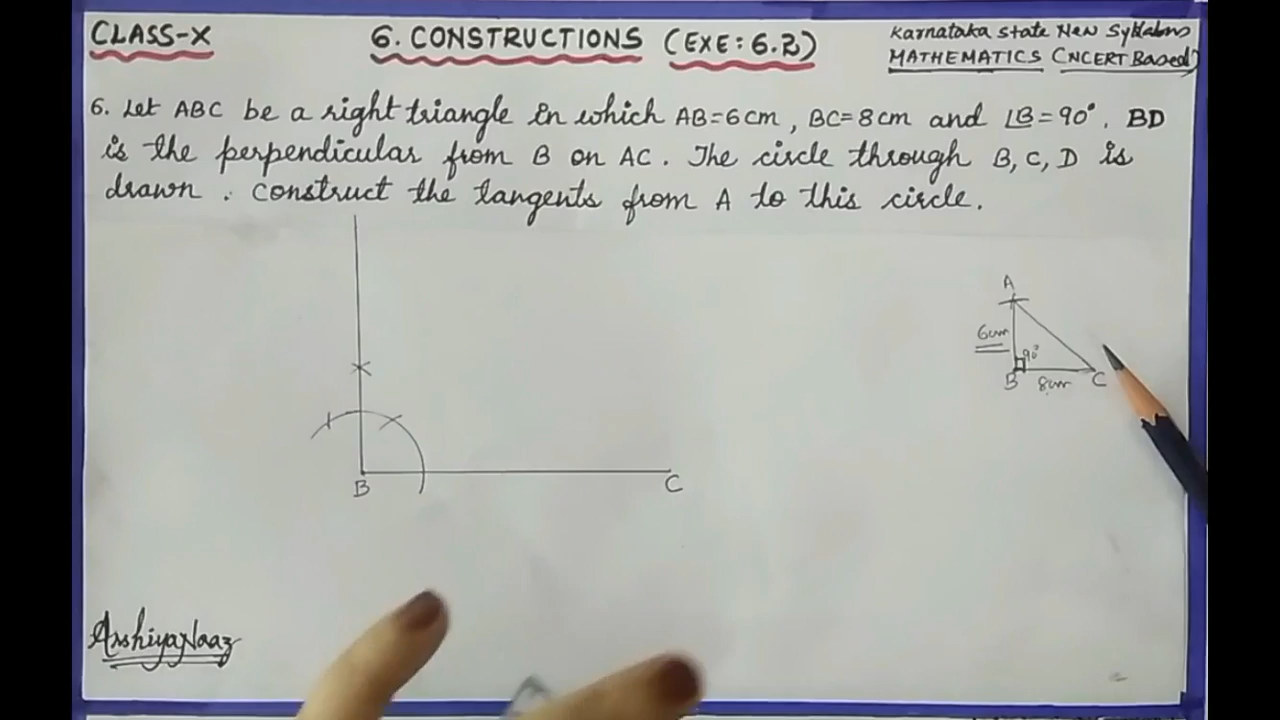 CLASS-X
6. CONSTRUCTIONS (EXE: 6.2)
Karnataka state New Syllabus
MATHEMATICS (NCERT Based)
6. Let ABC be a right triangle in which AB=6cm, BC=8cm and ∠B=90°. BD
is the perpendicular from B on AC. The circle through B, C, D is
drawn. Construct the tangents from A to this circle.
A
6cm
90°
B
8cm
C
B
C
ArshiyaNaaz